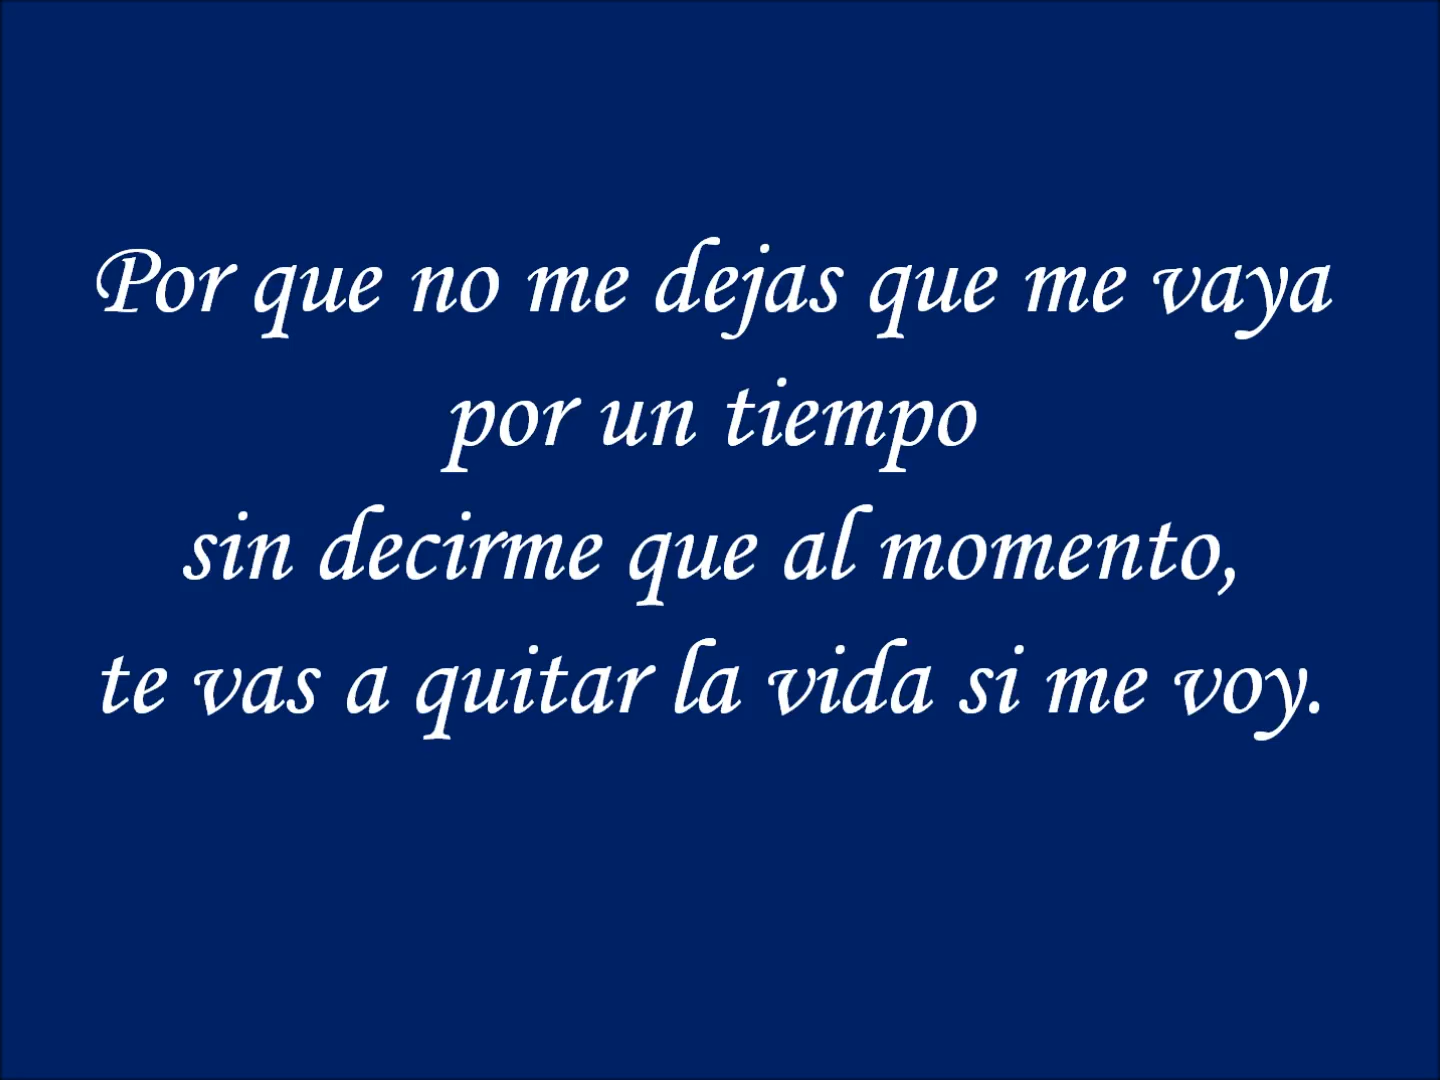 Por que no me dejas que me vaya
por un tiempo
sin decirme que al momento,
te vas a quitar la vida si me voy.